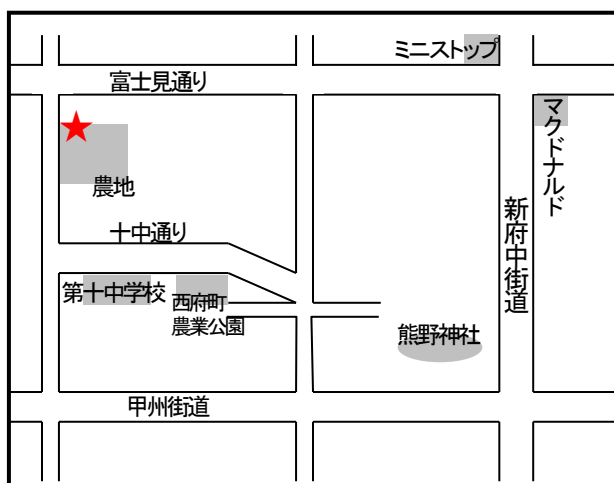 ミニストップ
富士見通り
マクドナルド
農地
新府中街道
十中通り
第十中学校
西府町
農業公園
熊野神社
甲州街道